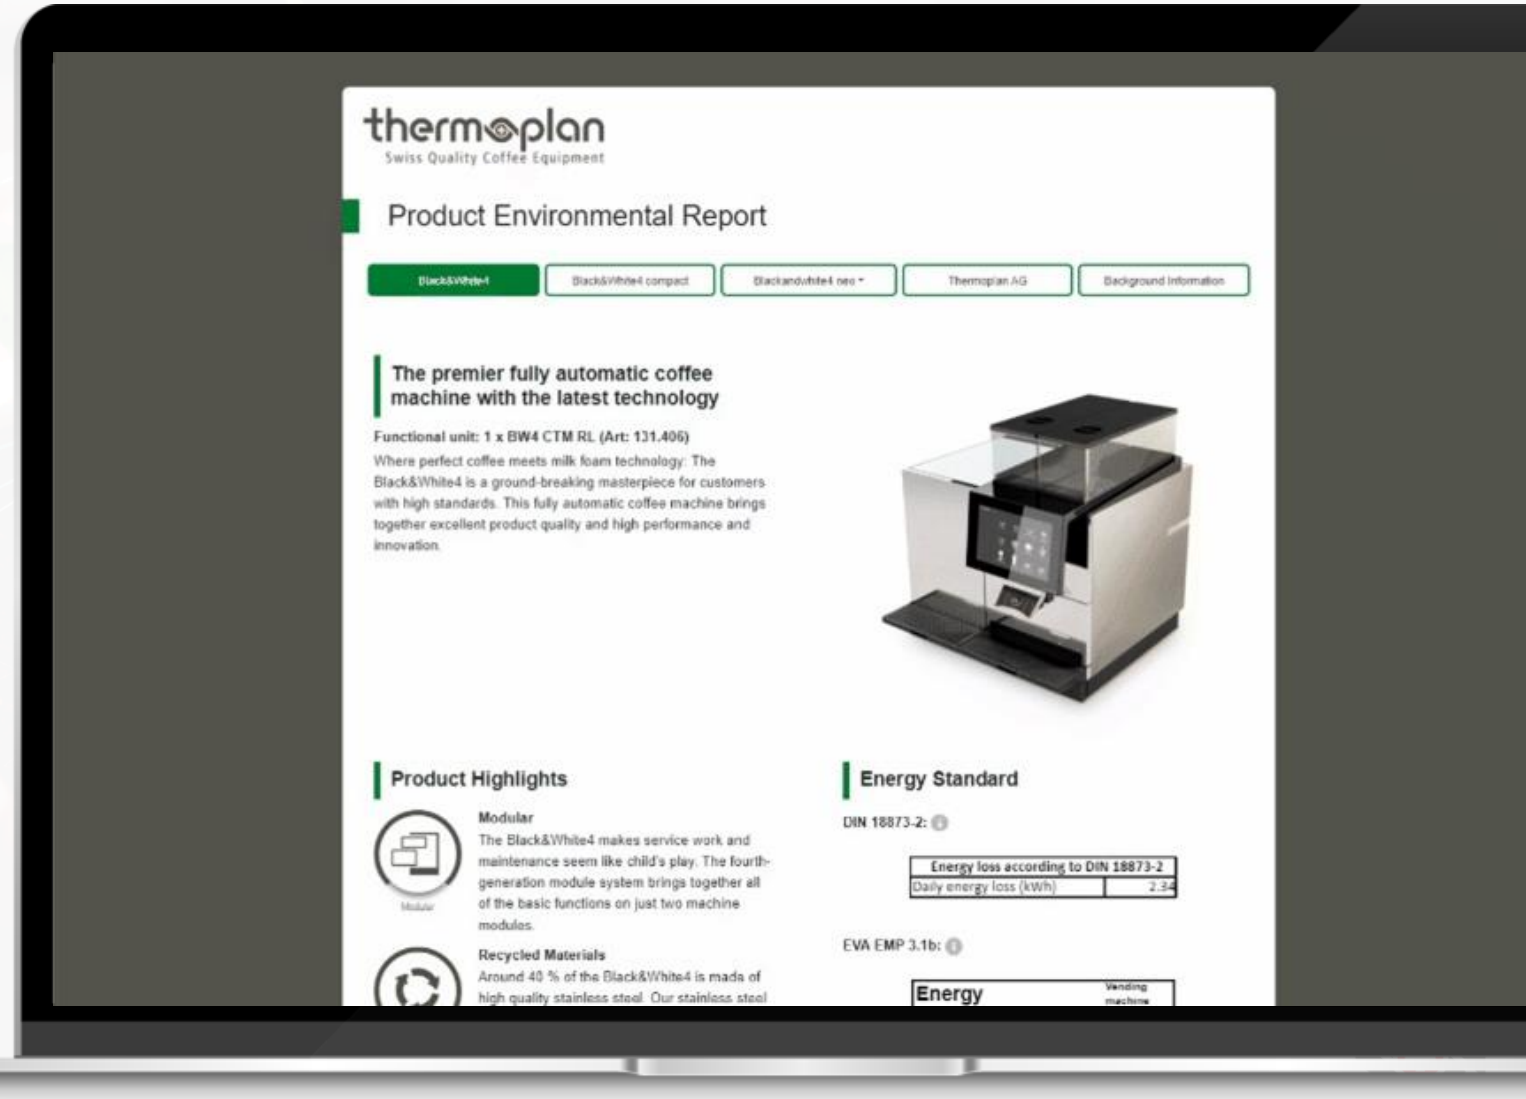 thermoplan
Swiss Quality Coffee Equipment
Product Environmental Report
Black&White4
Black&White4 compact
Blackandwhite4 neo
Thermoplan AG
Background Information
The premier fully automatic coffee
machine with the latest technology
Functional unit: 1 x BW4 CTM RL (Art: 131.406)
Where perfect coffee meets milk foam technology: The
Black&White4 is a ground-breaking masterpiece for customers
with high standards. This fully automatic coffee machine brings
together excellent product quality and high performance and
innovation.
Product Highlights
Modular
Modular
The Black&White4 makes service work and
maintenance seem like child's play. The fourth-
generation module system brings together all
of the basic functions on just two machine
modules.
Recycled Materials
Around 40 % of the Black&White4 is made of
high quality stainless steel. Our stainless steel
Energy Standard
DIN 18873-2:
Energy loss according to DIN 18873-2
Daily energy loss (kWh) 2.34
EVA EMP 3.1b:
Energy
Vending
machine